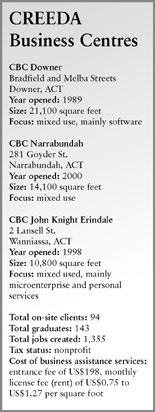 CREEDA
Business Centres
CBC Downer
Bradfield and Melba Streets
Downer, ACT
Year opened: 1989
Size: 21,100 square feet
Focus: mixed use, mainly software
CBC Narrabundah
281 Goyder St.
Narrabundah, ACT
Year opened: 2000
Size: 14,100 square feet
Focus: mixed use
CBC John Knight Erindale
2 Lansell St.
Wanniassa, ACT
Year opened: 1998
Size: 10,800 square feet
Focus: mixed used, mainly
microenterprise and personal
services
Total on-site clients: 94
Total graduates: 143
Total jobs created: 1,355
Tax status: nonprofit
Cost of business assistance services:
entrance fee of US$198, monthly
license fee (rent) of US$0.75 to
US$1.27 per square foot